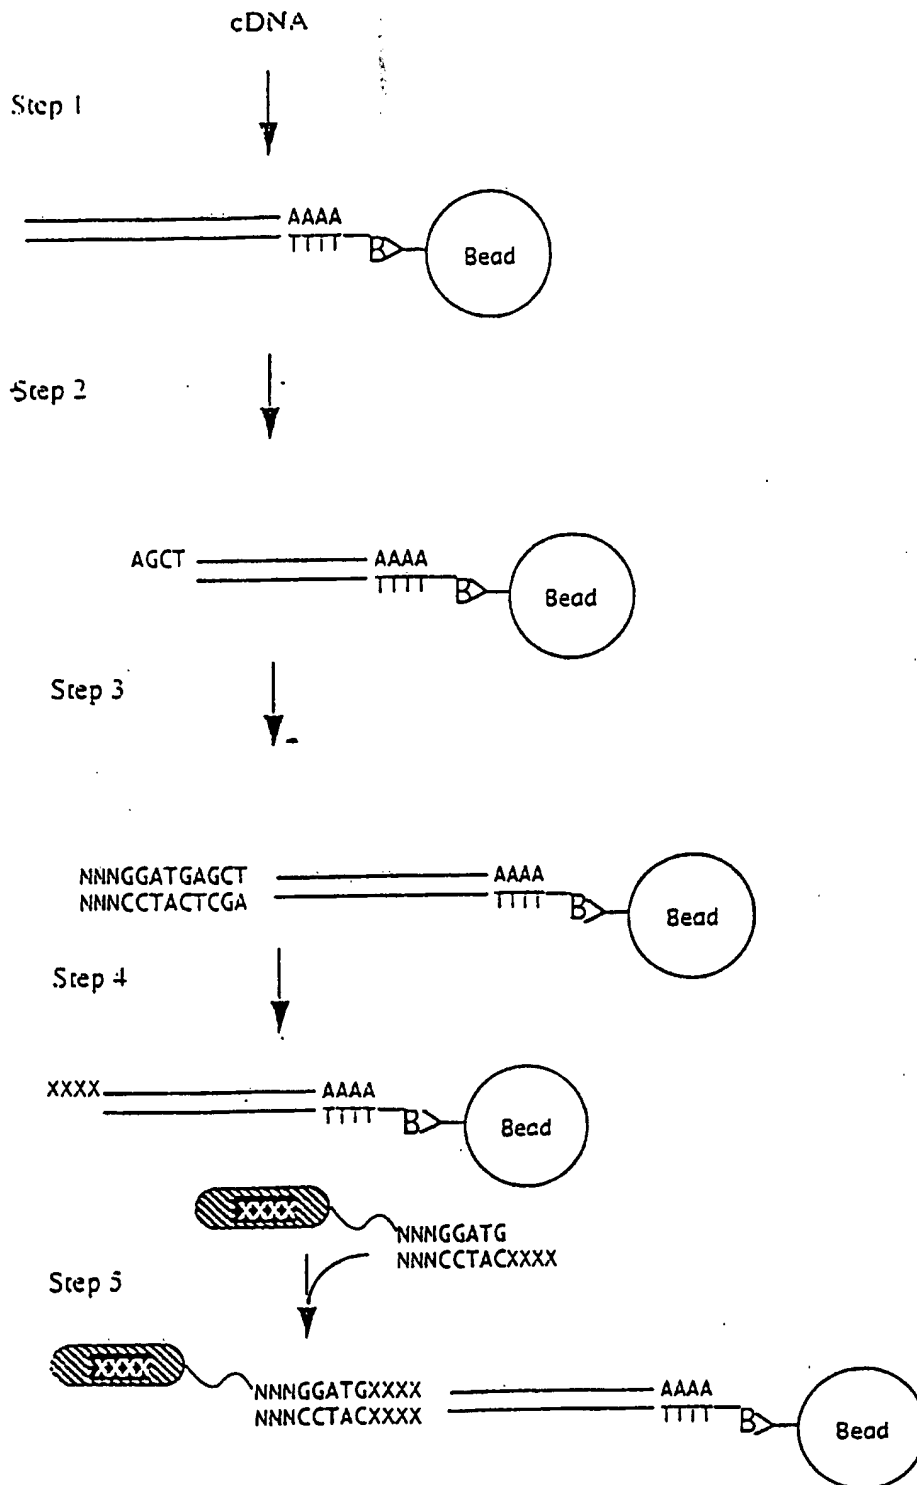 cDNA
Step 1
AAAA
TTTT B Bead
Step 2
AGCT AAAA
TTTT B Bead
Step 3
NNNGGATGAGCT AAAA
NNNCCTACTCGA TTTT B Bead
Step 4
XXXX AAAA
TTTT B Bead
XXXX
NNNGGATG
NNNCCTACXXXX
Step 5
XXXX
NNNGGATGXXXX AAAA
NNNCCTACXXXX TTTT B Bead